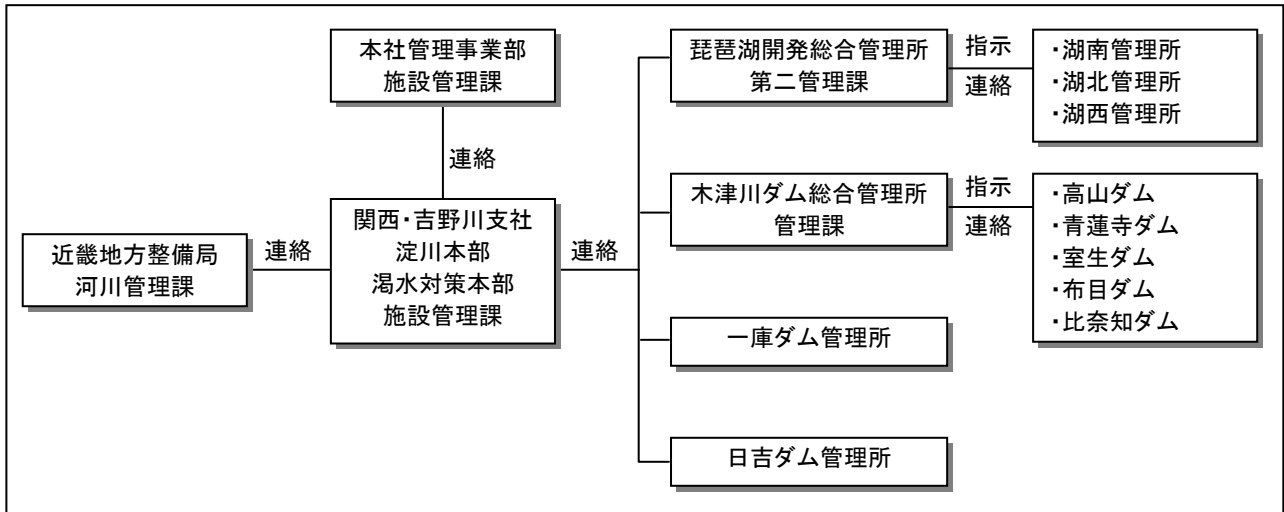 本社管理事業部
施設管理課
連絡
近畿地方整備局
河川管理課
連絡
関西・吉野川支社
淀川本部
渇水対策本部
施設管理課
連絡
琵琶湖開発総合管理所
第二管理課
指示
連絡
・湖南管理所
・湖北管理所
・湖西管理所
木津川ダム総合管理所
管理課
指示
連絡
・高山ダム
・青蓮寺ダム
・室生ダム
・布目ダム
・比奈知ダム
一庫ダム管理所
日吉ダム管理所